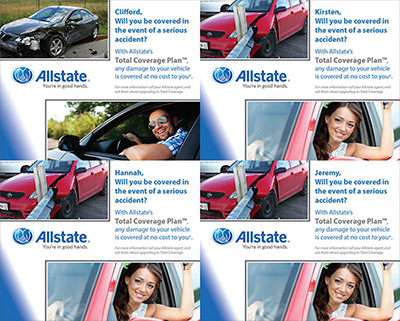 Clifford,
Will you be covered in
the event of a serious
accident?
With Allstate's
Total Coverage Plan™,
any damage to your vehicle
is covered at no cost to you*.
For more information call your Allstate agent, and
ask them about upgrading to Total Coverage.
Allstate®
You're in good hands.
Kirsten,
Will you be covered in
the event of a serious
accident?
With Allstate's
Total Coverage Plan™,
any damage to your vehicle
is covered at no cost to you*.
For more information call your Allstate agent, and
ask them about upgrading to Total Coverage.
Allstate®
You're in good hands.
Hannah,
Will you be covered in
the event of a serious
accident?
With Allstate's
Total Coverage Plan™,
any damage to your vehicle
is covered at no cost to you*.
For more information call your Allstate agent, and
ask them about upgrading to Total Coverage.
Allstate®
You're in good hands.
Jeremy,
Will you be covered in
the event of a serious
accident?
With Allstate's
Total Coverage Plan™,
any damage to your vehicle
is covered at no cost to you*.
For more information call your Allstate agent, and
ask them about upgrading to Total Coverage.
Allstate®
You're in good hands.